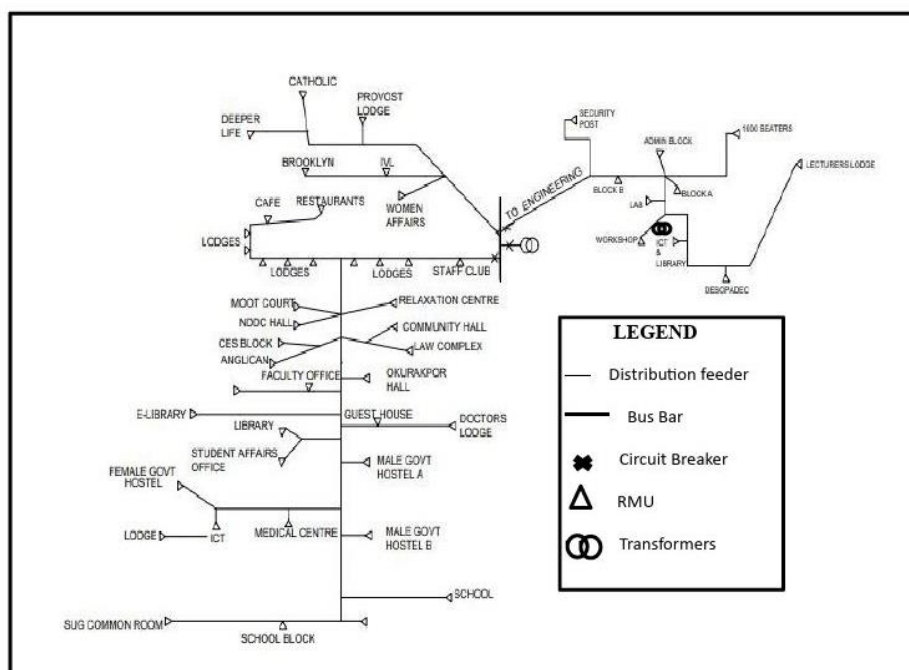 CATHOLIC
PROVOST
LODGE
DEEPER
LIFE
BROOKLYN
IVL
WOMEN
AFFAIRS
CAFE
RESTAURANTS
LODGES
LODGES
LODGES
STAFF CLUB
TO ENGINEERING
SECURITY
POST
ADMIN BLOCK
1000 SEATERS
LECTURERS LODGE
BLOCK B
BLOCK A
LAB
WORKSHOP
ICT
&
LIBRARY
DESOPADEC
MOOT COURT
RELAXATION CENTRE
NDDC HALL
COMMUNITY HALL
CES BLOCK
LAW COMPLEX
ANGLICAN
FACULTY OFFICE
OKURAKPOR
HALL
E-LIBRARY
GUEST HOUSE
DOCTORS
LODGE
LIBRARY
STUDENT AFFAIRS
OFFICE
MALE GOVT
HOSTEL A
FEMALE GOVT
HOSTEL
LODGE
ICT
MEDICAL CENTRE
MALE GOVT
HOSTEL B
SCHOOL
SUG COMMON ROOM
SCHOOL BLOCK
LEGEND
Distribution feeder
Bus Bar
Circuit Breaker
RMU
Transformers